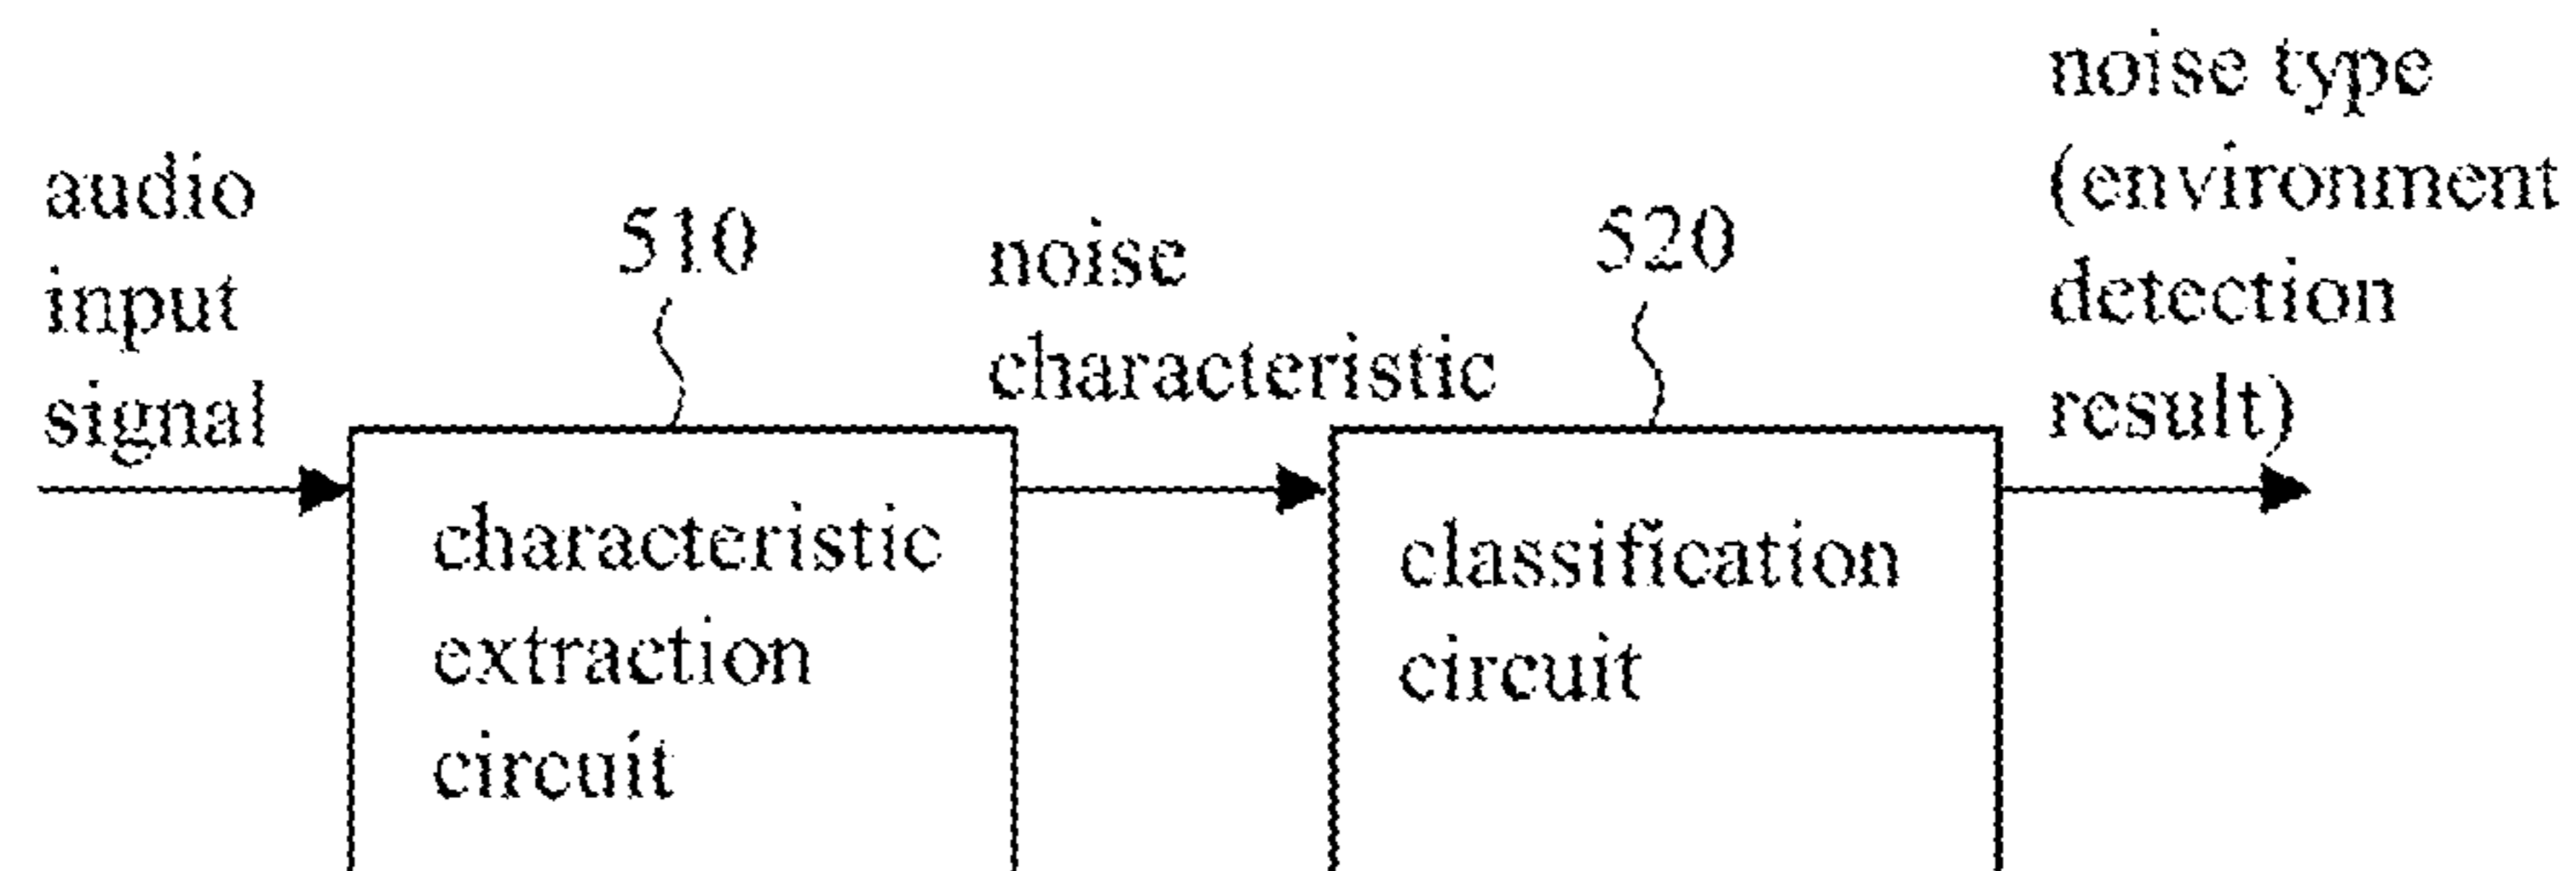 audio
input
signal
510
noise
characteristic
520
noise type
(environment
detection
result)
characteristic
extraction
circuit
classification
circuit